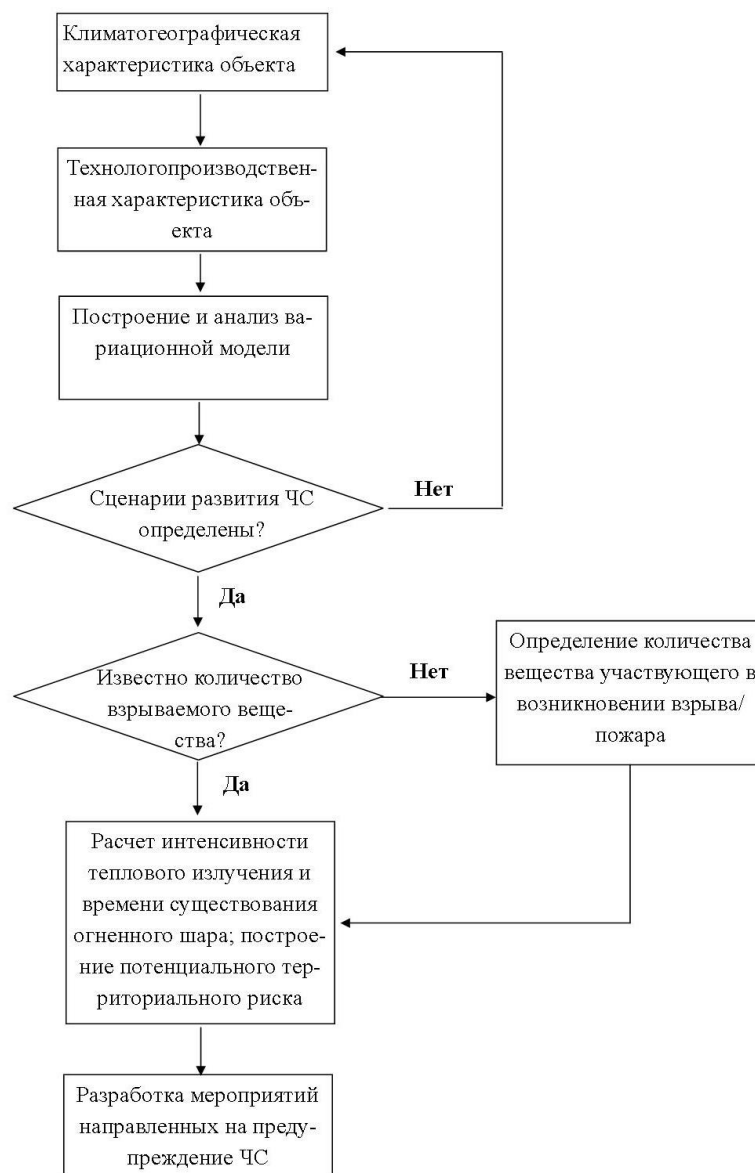 Климатогеографическая
характеристика объекта
Технологопроизводствен-
ная характеристика объ-
екта
Построение и анализ ва-
риационной модели
Сценарии развития ЧС
определены?
Нет
Да
Известно количество
взрываемого веще-
ства?
Нет
Определение количества
вещества участвующего в
возникновении взрыва/
пожара
Да
Расчет интенсивности
теплового излучения и
времени существования
огненного шара; построе-
ние потенциального тер-
риториального риска
Разработка мероприятий
направленных на преду-
преждение ЧС